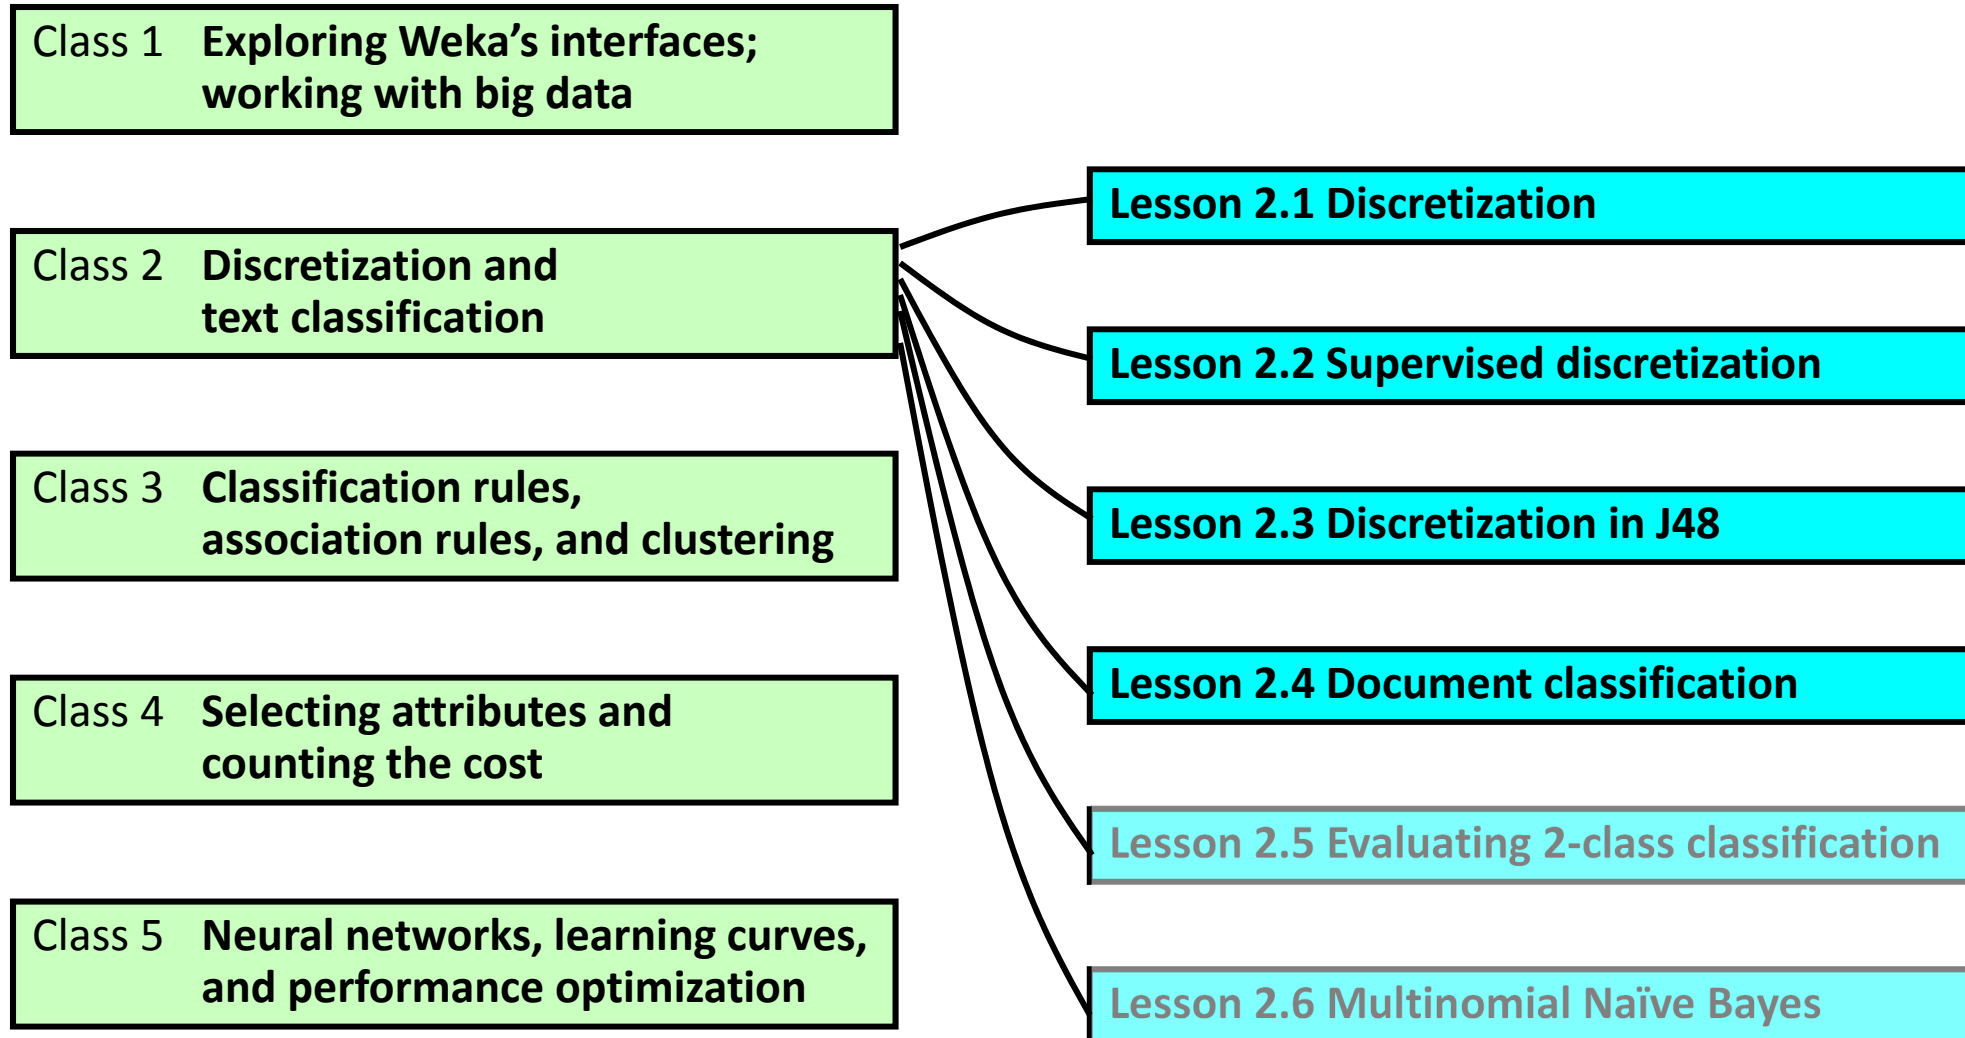 Class 1 Exploring Weka’s interfaces;
working with big data
Class 2 Discretization and
text classification
Class 3 Classification rules,
association rules, and clustering
Class 4 Selecting attributes and
counting the cost
Class 5 Neural networks, learning curves,
and performance optimization
Lesson 2.1 Discretization
Lesson 2.2 Supervised discretization
Lesson 2.3 Discretization in J48
Lesson 2.4 Document classification
Lesson 2.5 Evaluating 2-class classification
Lesson 2.6 Multinomial Naïve Bayes